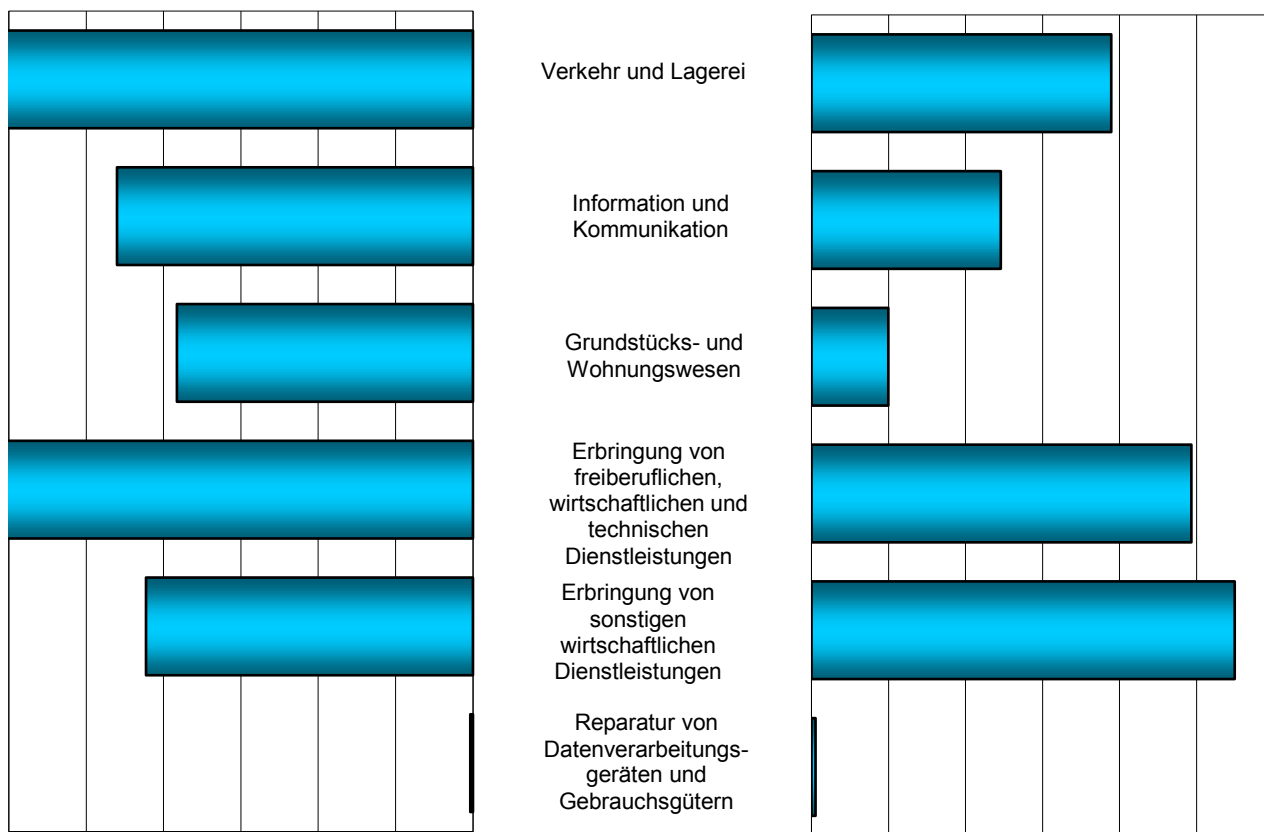 Verkehr und Lagerei
Information und
Kommunikation
Grundstücks- und
Wohnungswesen
Erbringung von
freiberuflichen,
wirtschaftlichen und
technischen
Dienstleistungen
Erbringung von
sonstigen
wirtschaftlichen
Dienstleistungen
Reparatur von
Datenverarbeitungs-
geräten und
Gebrauchsgütern